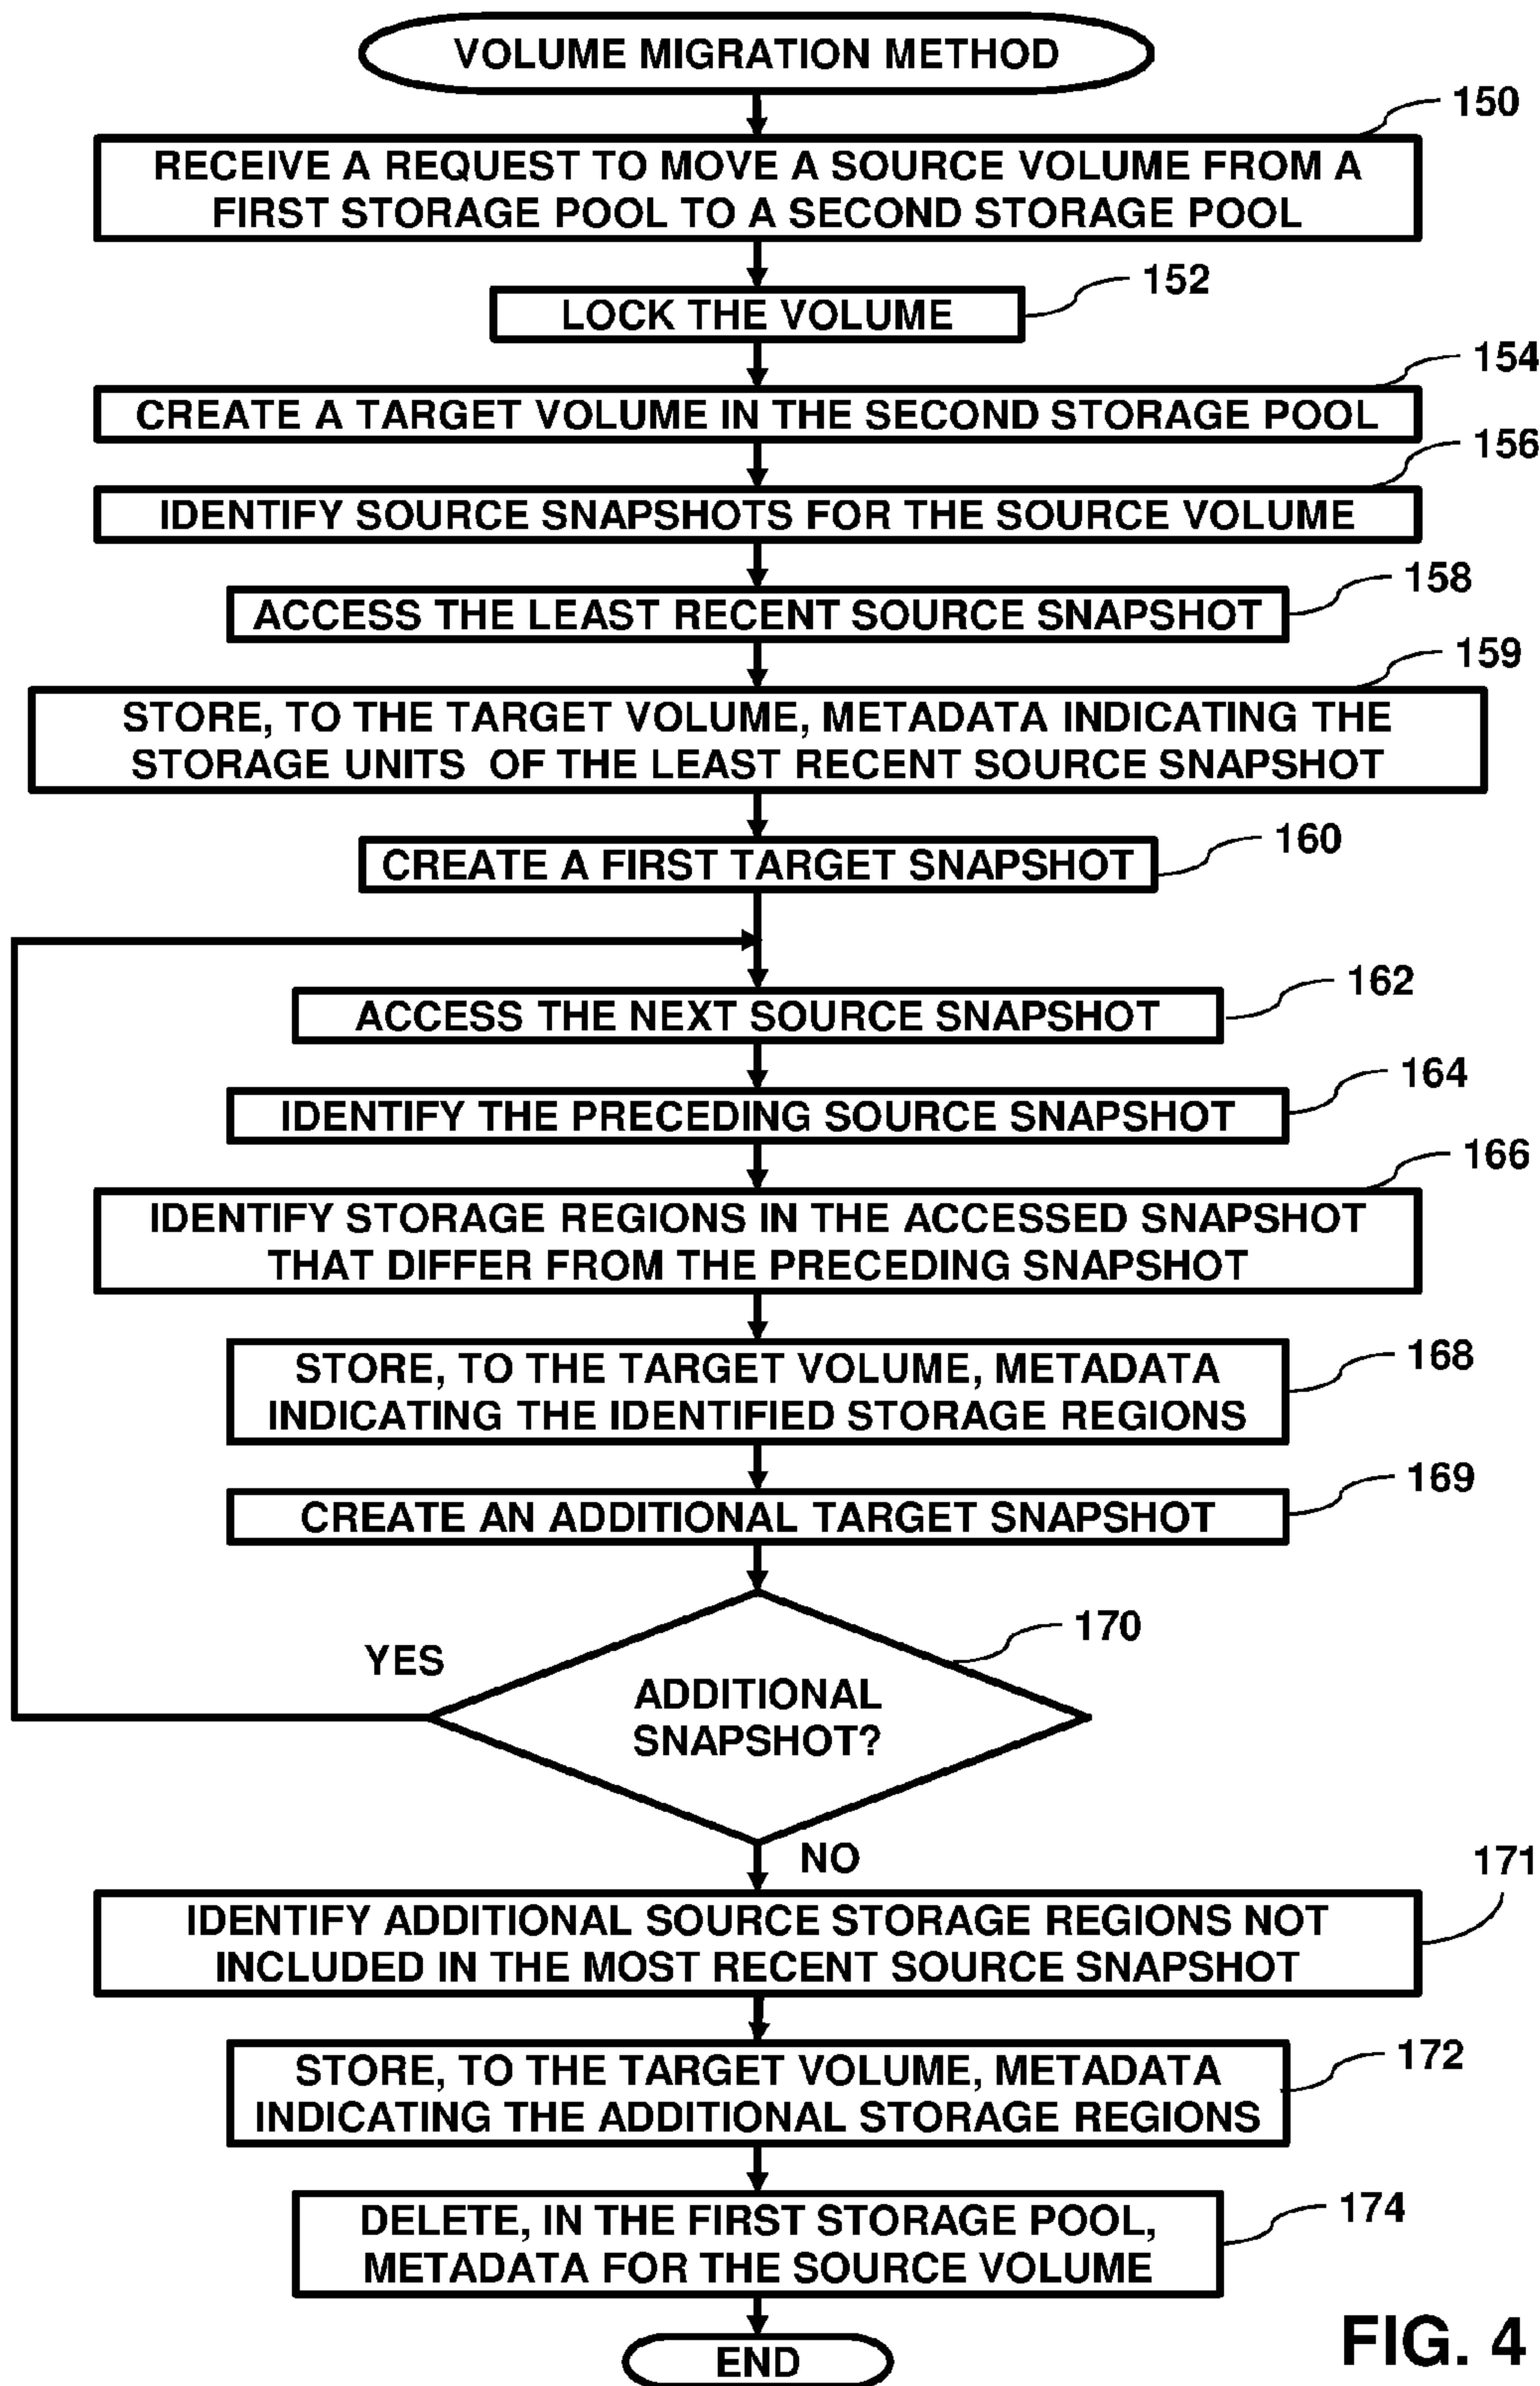 VOLUME MIGRATION METHOD
150
RECEIVE A REQUEST TO MOVE A SOURCE VOLUME FROM A
FIRST STORAGE POOL TO A SECOND STORAGE POOL
152
LOCK THE VOLUME
154
CREATE A TARGET VOLUME IN THE SECOND STORAGE POOL
156
IDENTIFY SOURCE SNAPSHOTS FOR THE SOURCE VOLUME
158
ACCESS THE LEAST RECENT SOURCE SNAPSHOT
159
STORE, TO THE TARGET VOLUME, METADATA INDICATING THE
STORAGE UNITS OF THE LEAST RECENT SOURCE SNAPSHOT
160
CREATE A FIRST TARGET SNAPSHOT
162
ACCESS THE NEXT SOURCE SNAPSHOT
164
IDENTIFY THE PRECEDING SOURCE SNAPSHOT
166
IDENTIFY STORAGE REGIONS IN THE ACCESSED SNAPSHOT
THAT DIFFER FROM THE PRECEDING SNAPSHOT
168
STORE, TO THE TARGET VOLUME, METADATA
INDICATING THE IDENTIFIED STORAGE REGIONS
169
CREATE AN ADDITIONAL TARGET SNAPSHOT
170
YES
ADDITIONAL
SNAPSHOT?
NO
171
IDENTIFY ADDITIONAL SOURCE STORAGE REGIONS NOT
INCLUDED IN THE MOST RECENT SOURCE SNAPSHOT
172
STORE, TO THE TARGET VOLUME, METADATA
INDICATING THE ADDITIONAL STORAGE REGIONS
174
DELETE, IN THE FIRST STORAGE POOL,
METADATA FOR THE SOURCE VOLUME
END
FIG. 4